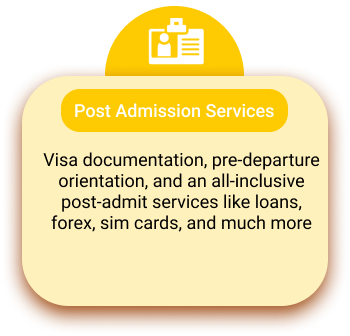 Post Admission Services
Visa documentation, pre-departure
orientation, and an all-inclusive
post-admit services like loans,
forex, sim cards, and much more